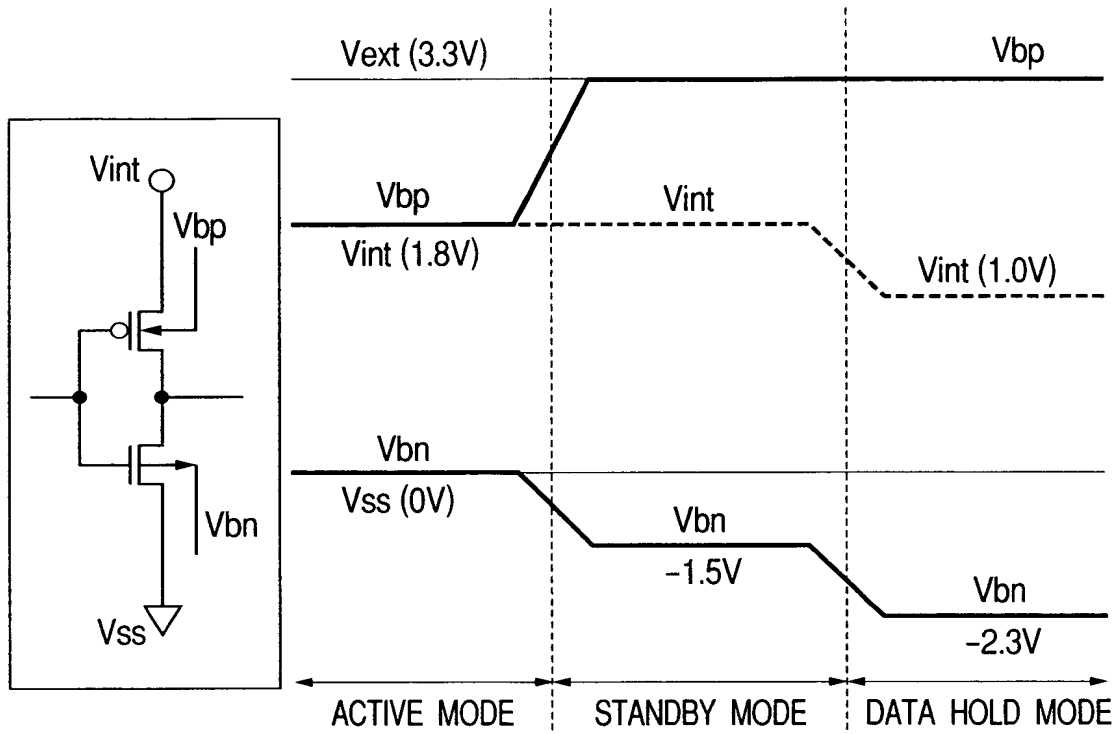 Vint
Vbp
Vbn
Vss
Vext (3.3V)
Vbp
Vbp
Vint (1.8V)
Vint
Vint (1.0V)
Vbn
Vss (0V)
Vbn
−1.5V
Vbn
−2.3V
ACTIVE MODE
STANDBY MODE
DATA HOLD MODE